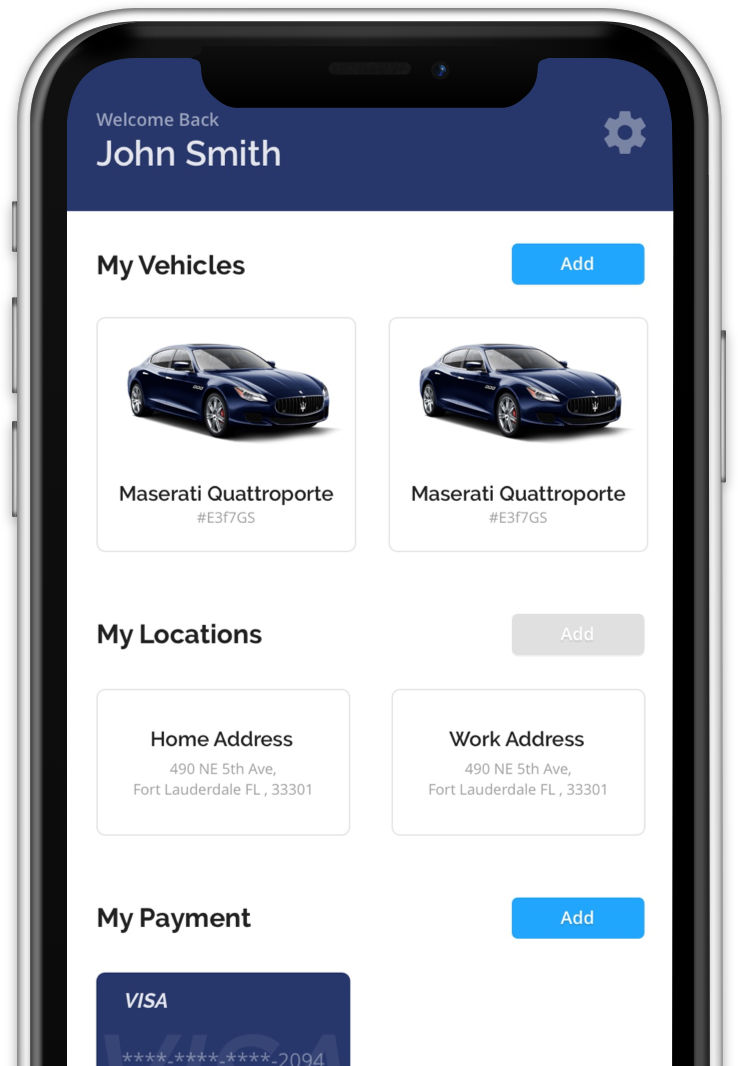 Welcome Back
John Smith
My Vehicles
Add
Maserati Quattroporte
#E3f7GS
Maserati Quattroporte
#E3f7GS
My Locations
Add
Home Address
490 NE 5th Ave,
Fort Lauderdale FL , 33301
Work Address
490 NE 5th Ave,
Fort Lauderdale FL , 33301
My Payment
Add
VISA
VISA
****-****-****-2094